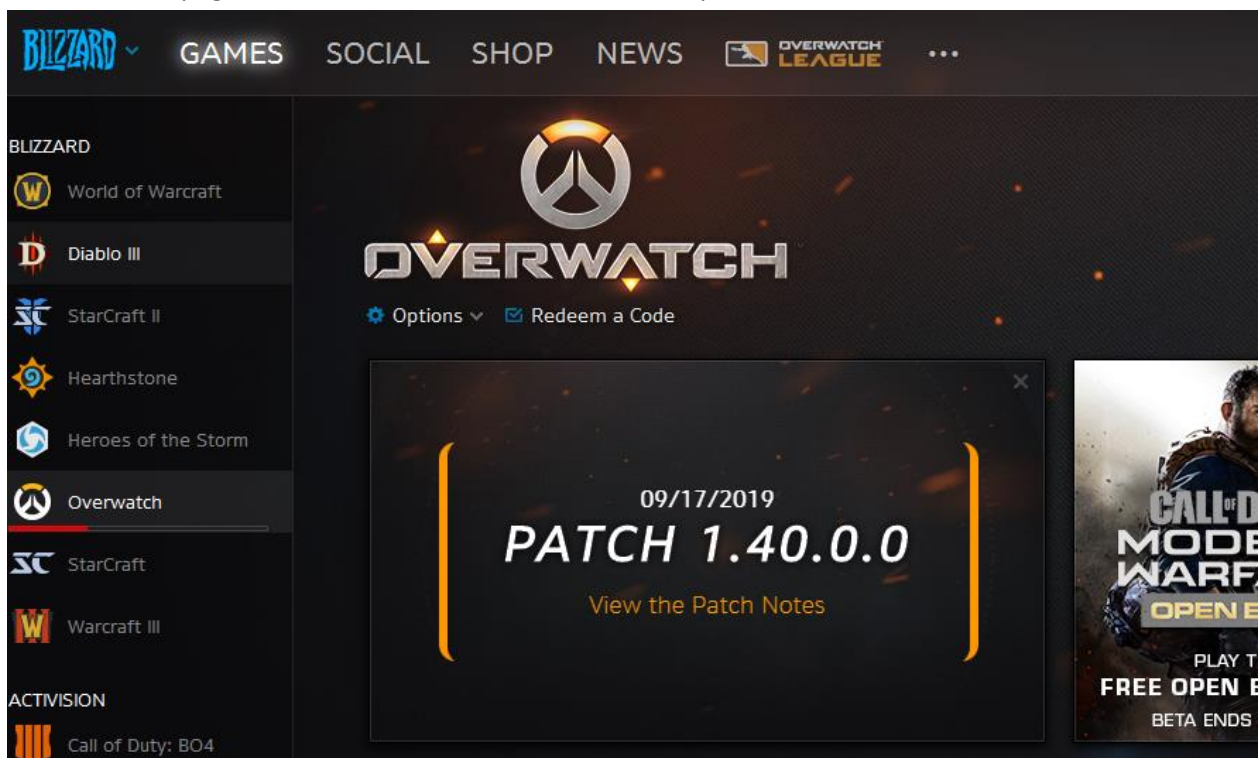 BLIZZARD GAMES SOCIAL SHOP NEWS OVERWATCH LEAGUE ...
BLIZZARD
World of Warcraft
Diablo III
StarCraft II
Hearthstone
Heroes of the Storm
Overwatch
StarCraft
Warcraft III
ACTIVISION
Call of Duty: BO4
OVERWATCH
Options Redeem a Code
09/17/2019
PATCH 1.40.0.0
View the Patch Notes
CALL OF D
MODE
WARFA
OPEN B
PLAY T
FREE OPEN B
BETA ENDS